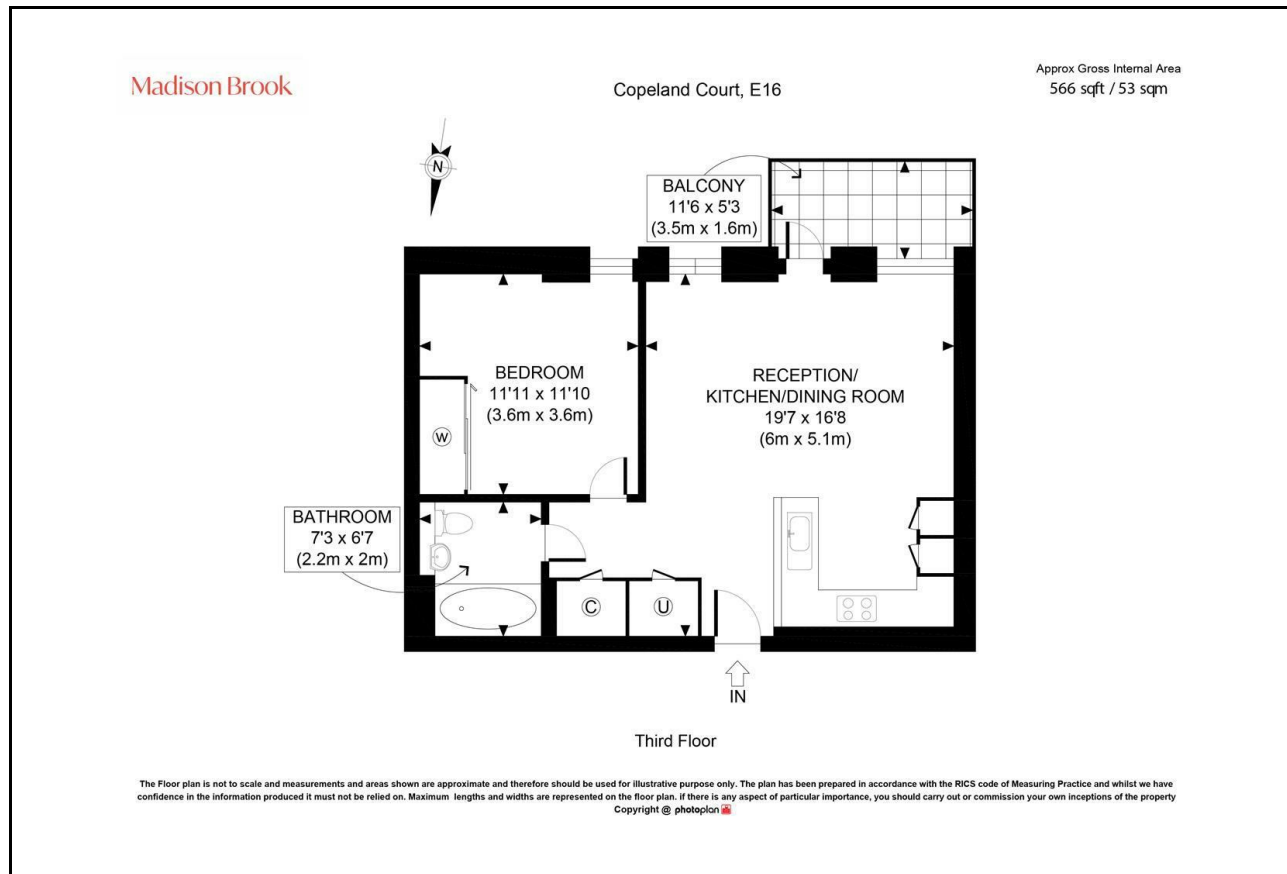 Madison Brook
Copeland Court, E16
Approx Gross Internal Area
566 sqft / 53 sqm
N
BALCONY
11'6 x 5'3
(3.5m x 1.6m)
BEDROOM
11'11 x 11'10
(3.6m x 3.6m)
RECEPTION/
KITCHEN/DINING ROOM
19'7 x 16'8
(6m x 5.1m)
W
BATHROOM
7'3 x 6'7
(2.2m x 2m)
C
U
IN
Third Floor
The Floor plan is not to scale and measurements and areas shown are approximate and therefore should be used for illustrative purpose only. The plan has been prepared in accordance with the RICS code of Measuring Practice and whilst we have
confidence in the information produced it must not be relied on. Maximum lengths and widths are represented on the floor plan. if there is any aspect of particular importance, you should carry out or commission your own inceptions of the property
Copyright @ photoplan